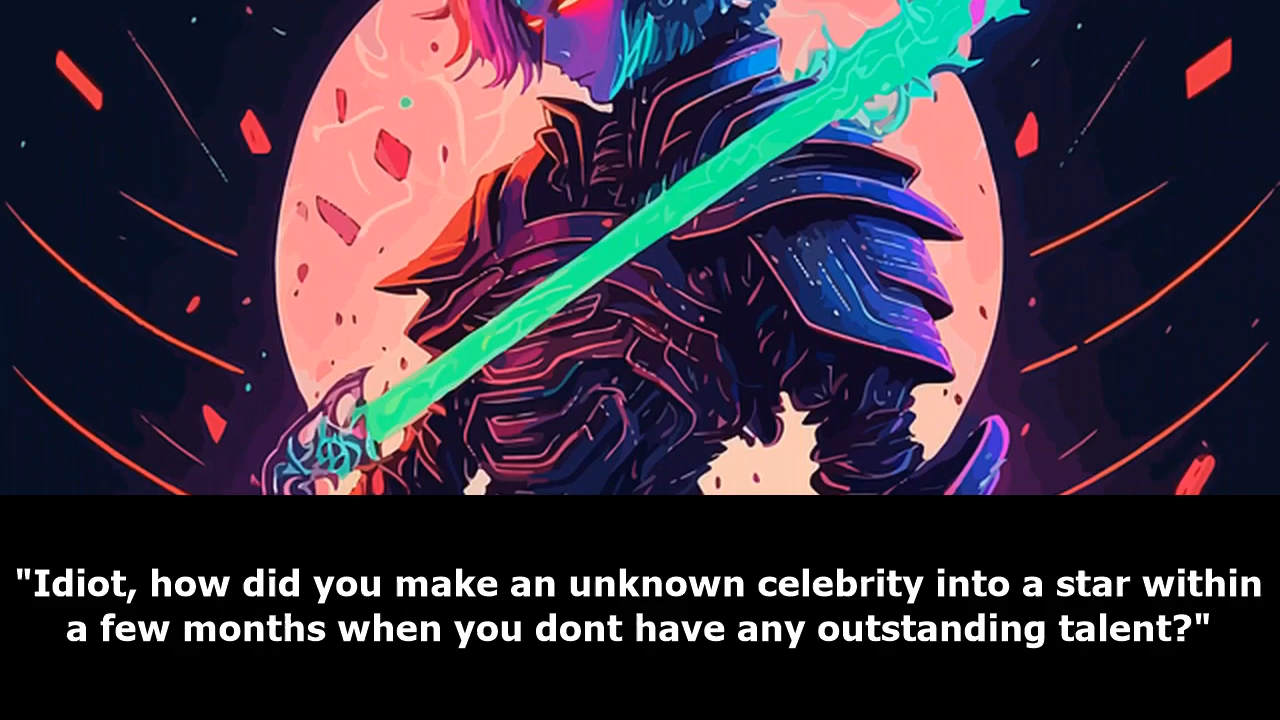 "Idiot, how did you make an unknown celebrity into a star within
a few months when you dont have any outstanding talent?"